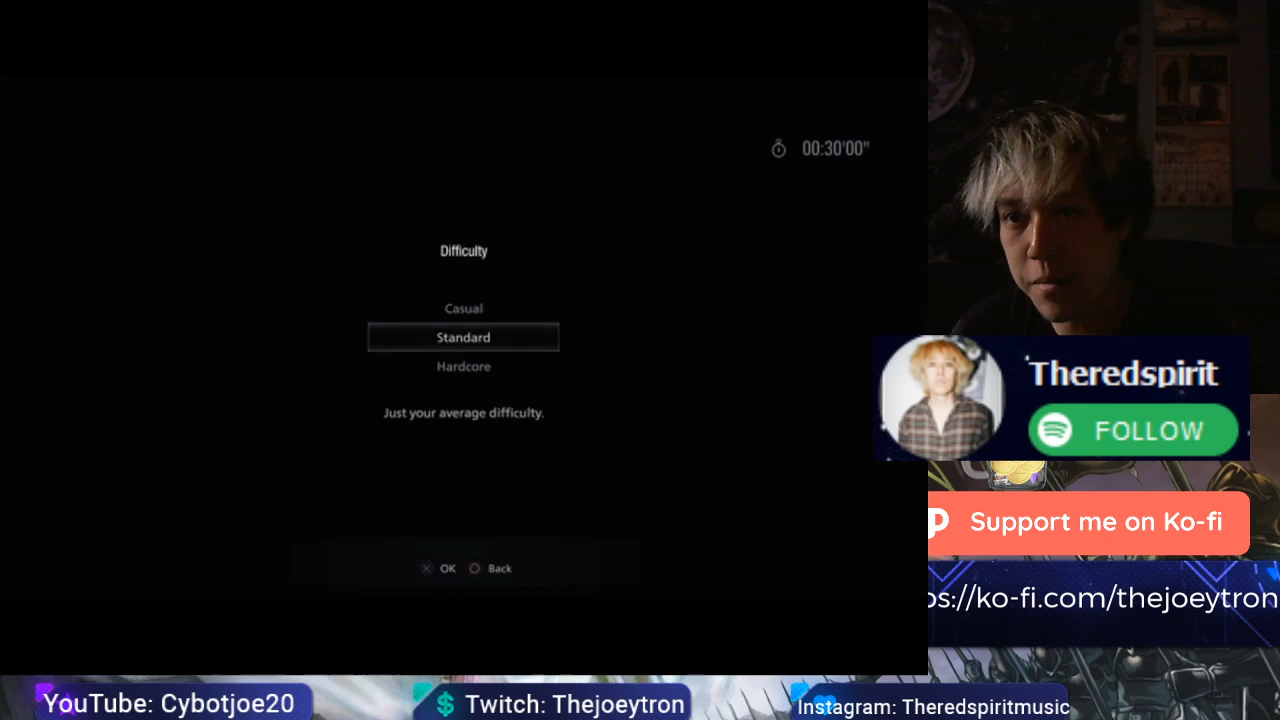 00:30'00"
Difficulty
Casual
Standard
Hardcore
Just your average difficulty.
OK Back
Theredspirit
FOLLOW
Support me on Ko-fi
ps://ko-fi.com/thejoeytron
YouTube: Cybotjoe20
$ Twitch: Thejoeytron
Instagram: Theredspiritmusic